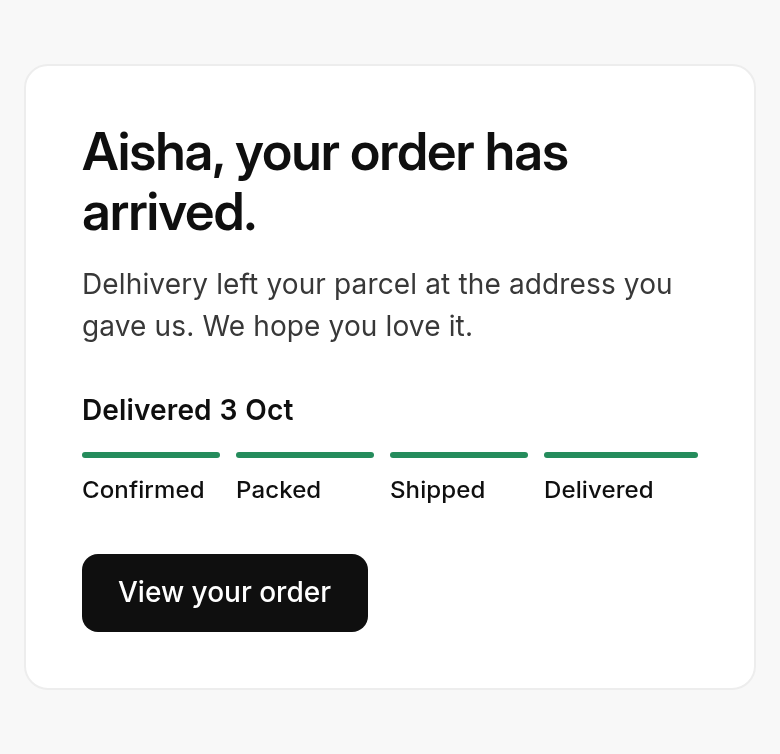 Aisha, your order has
arrived.
Delhivery left your parcel at the address you
gave us. We hope you love it.
Delivered 3 Oct
Confirmed Packed Shipped Delivered
View your order